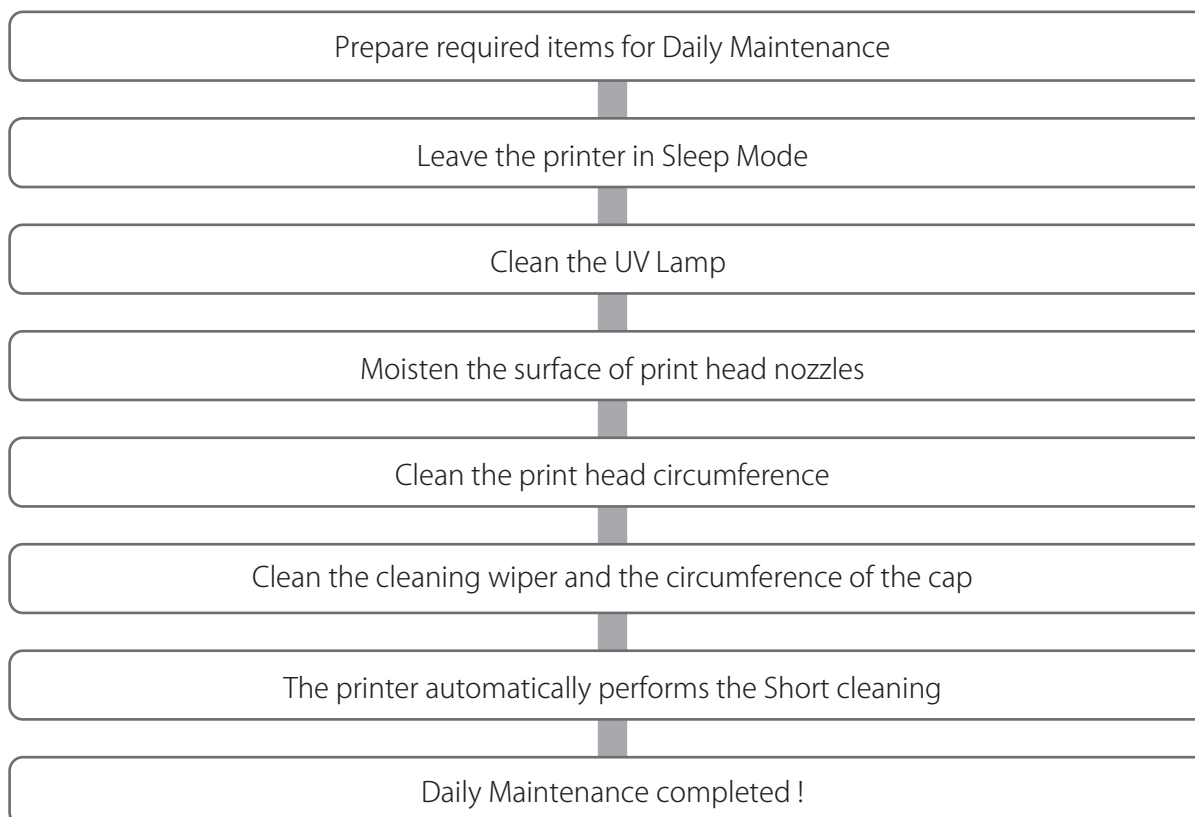 Prepare required items for Daily Maintenance
Leave the printer in Sleep Mode
Clean the UV Lamp
Moisten the surface of print head nozzles
Clean the print head circumference
Clean the cleaning wiper and the circumference of the cap
The printer automatically performs the Short cleaning
Daily Maintenance completed !